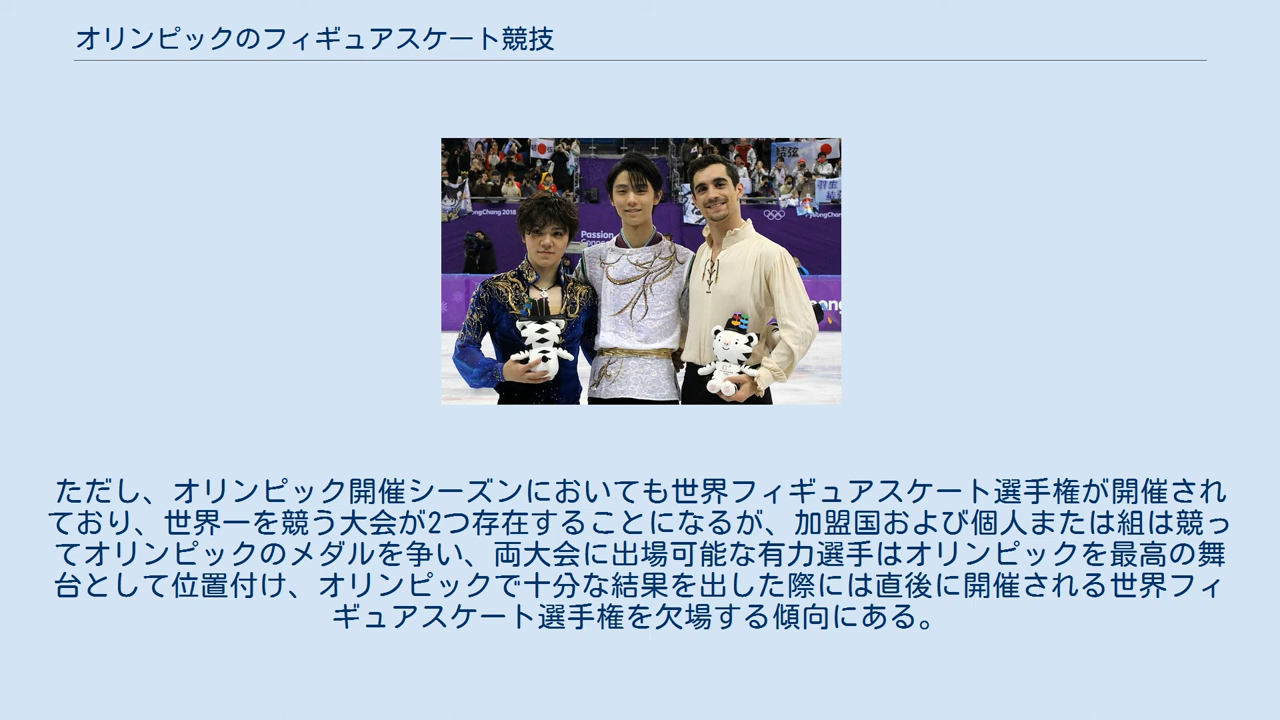 オリンピックのフィギュアスケート競技
結弦
羽生
結弦
ngChang 2018
Passion
ただし、オリンピック開催シーズンにおいても世界フィギュアスケート選手権が開催され
ており、世界一を競う大会が2つ存在することになるが、加盟国および個人または組は競っ
てオリンピックのメダルを争い、両大会に出場可能な有力選手はオリンピックを最高の舞
台として位置付け、オリンピックで十分な結果を出した際には直後に開催される世界フィ
ギュアスケート選手権を欠場する傾向にある。